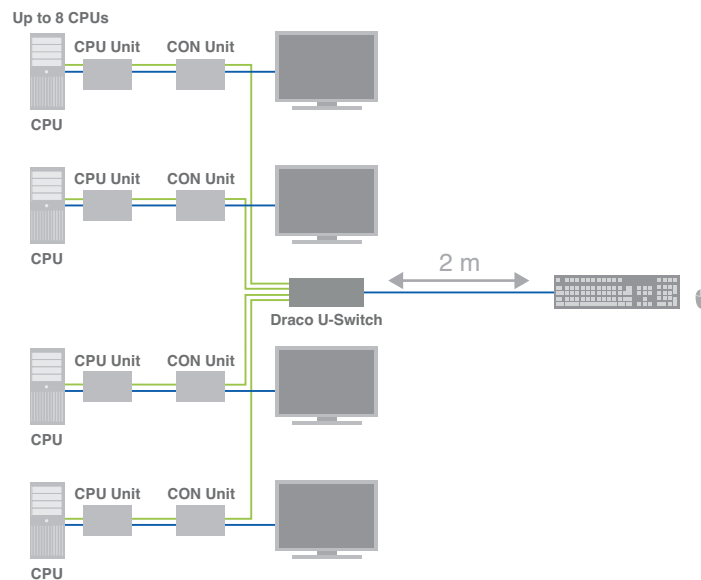 Up to 8 CPUs
CPU Unit CON Unit
CPU
CPU Unit CON Unit
CPU
2 m
Draco U-Switch
CPU Unit CON Unit
CPU
CPU Unit CON Unit
CPU